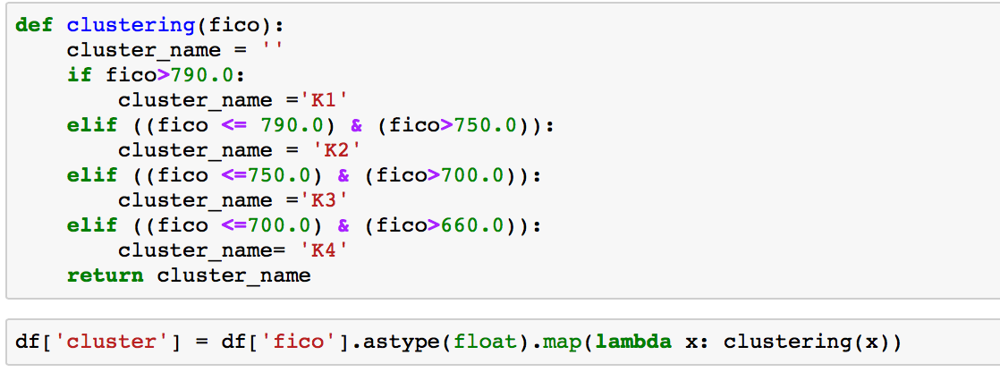 def clustering(fico):
    cluster_name = ''
    if fico>790.0:
        cluster_name ='K1'
    elif ((fico <= 790.0) & (fico>750.0)):
        cluster_name = 'K2'
    elif ((fico <=750.0) & (fico>700.0)):
        cluster_name ='K3'
    elif ((fico <=700.0) & (fico>660.0)):
        cluster_name= 'K4'
    return cluster_name
df['cluster'] = df['fico'].astype(float).map(lambda x: clustering(x))